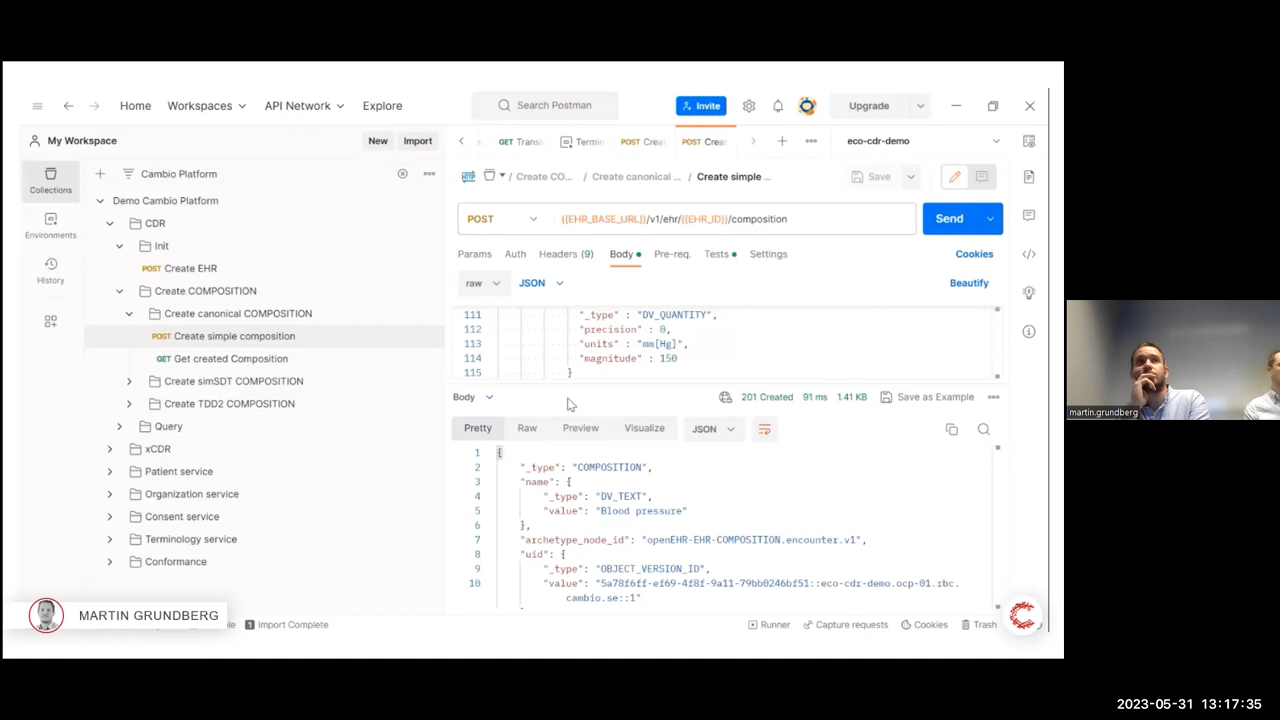 Home Workspaces API Network Explore Search Postman Invite Upgrade
My Workspace New Import GET Transi Termin POST Creat POST Creat eco-cdr-demo
Collections Cambio Platform HTTP / Create CO... / Create canonical ... / Create simple ... Save
Demo Cambio Platform
Environments CDR POST {{EHR_BASE_URL}}/v1/ehr/{{EHR_ID}}/composition Send
Init
History POST Create EHR Params Auth Headers (9) Body Pre-req. Tests Settings Cookies
Create COMPOSITION raw JSON Beautify
Create canonical COMPOSITION 111 "_type" : "DV_QUANTITY",
POST Create simple composition 112 "precision" : 0,
113 "units" : "mm[Hg]",
GET Get created Composition 114 "magnitude" : 150
Create simSDT COMPOSITION 115 }
Create TDD2 COMPOSITION Body 201 Created 91 ms 1.41 KB Save as Example
Query Pretty Raw Preview Visualize JSON
xCDR 1 {
Patient service 2 "_type": "COMPOSITION",
3 "name": {
Organization service 4 "_type": "DV_TEXT",
Consent service 5 "value": "Blood pressure"
6 },
Terminology service 7 "archetype_node_id": "openEHR-EHR-COMPOSITION.encounter.v1",
Conformance 8 "uid": {
9 "_type": "OBJECT_VERSION_ID",
10 "value": "5a78f6ff-ef69-4f8f-9a11-79bb0246bf51::eco-cdr-demo.ocp-01.rbc.
cambio.se::1"
MARTIN GRUNDBERG
1 Import Complete Runner Capture requests Cookies Trash
martin.grundberg
2023-05-31 13:17:35